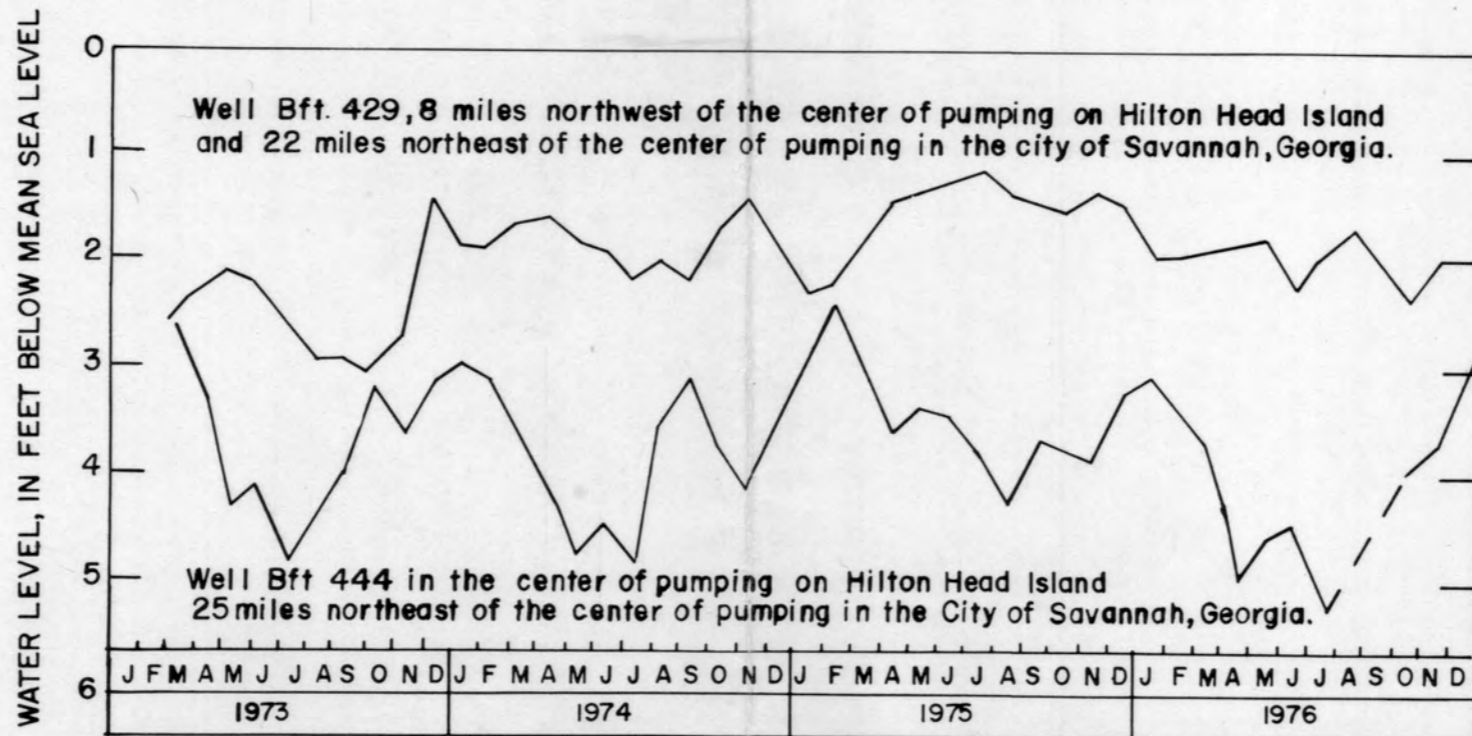 WATER LEVEL, IN FEET BELOW MEAN SEA LEVEL
0
Well Bft. 429,8 miles northwest of the center of pumping on Hilton Head Island
and 22 miles northeast of the center of pumping in the city of Savannah,Georgia.
1
2
3
4
5
Well Bft 444 in the center of pumping on Hilton Head Island
25miles northeast of the center of pumping in the City of Savannah,Georgia.
6
J F M A M J J A S O N D J F M A M J J A S O N D J F M A M J J A S O N D J F M A M J J A S O N D
1973 1974 1975 1976